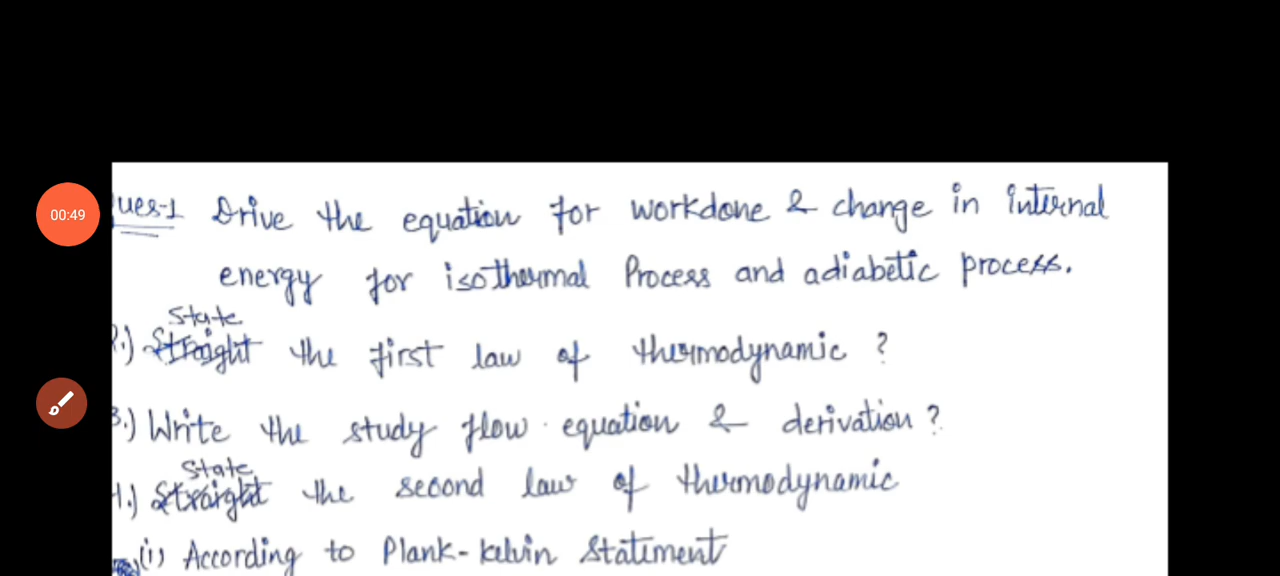 00:49
ues-1 Drive the equation for workdone & change in internal
energy for isothermal Process and adiabetic process.
State
2.) Straight the first law of thermodynamic ?
3.) Write the study flow equation & derivation ?
State
4.) Straight the second law of thermodynamic
(i) According to Plank-kelvin Statement